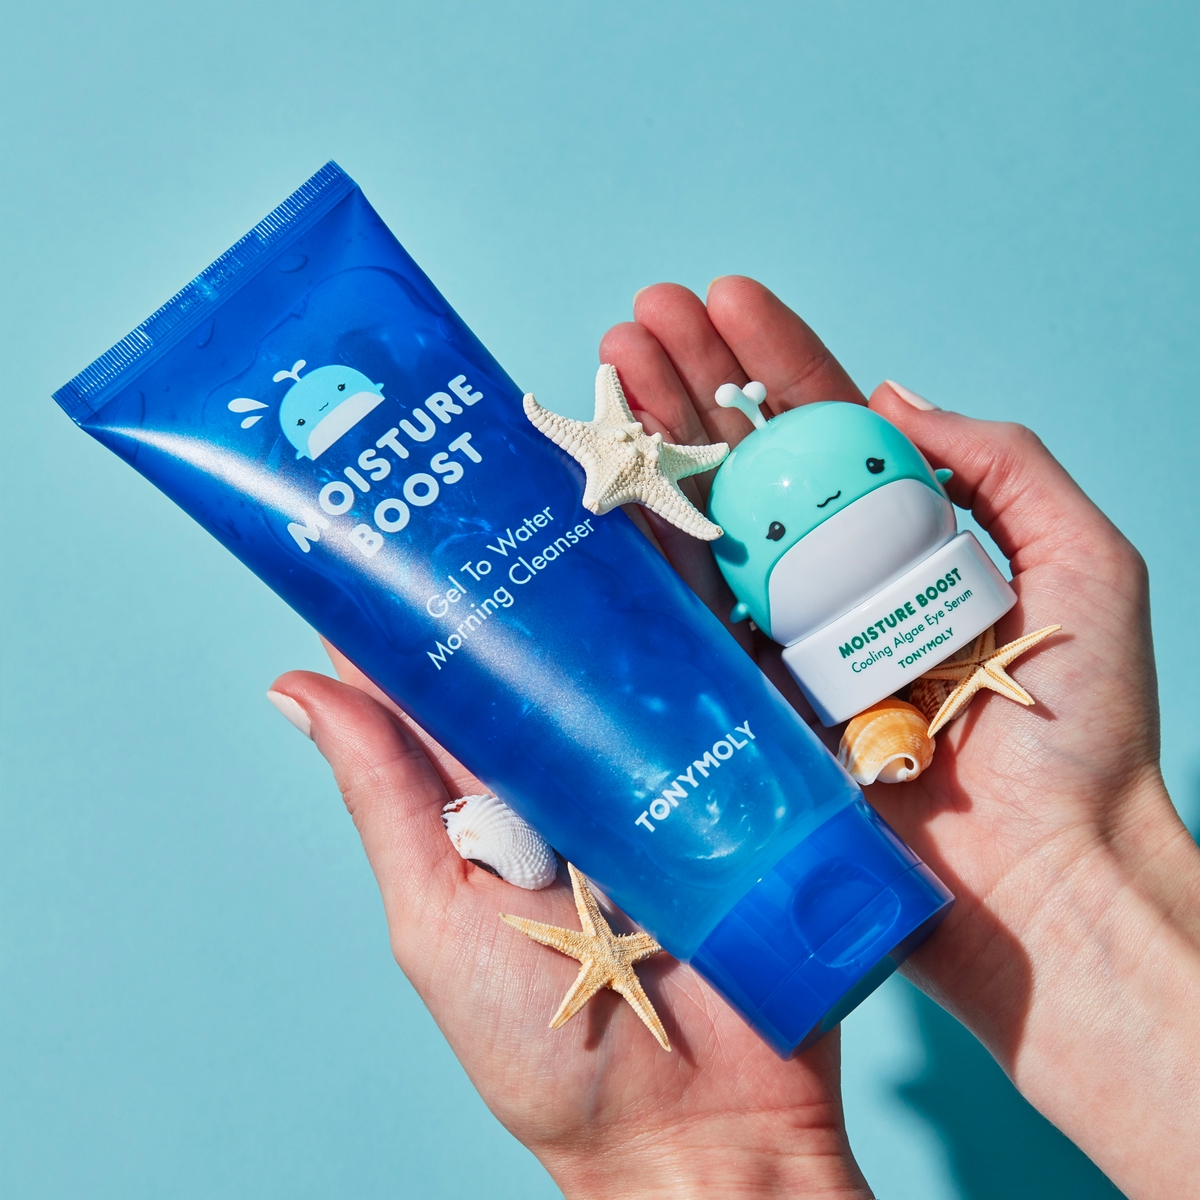 MOISTURE
BOOST
Gel To Water
Morning Cleanser
TONYMOLY
MOISTURE BOOST
Cooling Algae Eye Serum
TONYMOLY